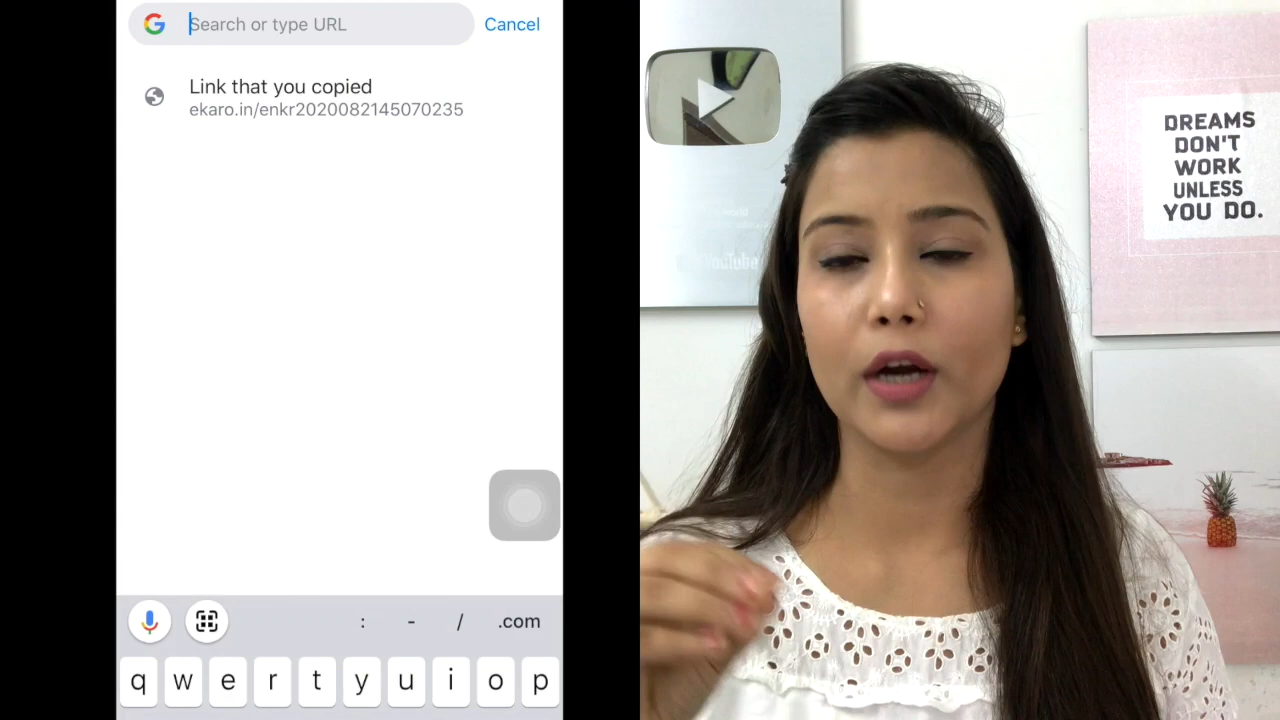 Search or type URL
Cancel
Link that you copied
ekaro.in/enkr2020082145070235
: - / .com
q w e r t y u i o p
YouTube
DREAMS
DON'T
WORK
UNLESS
YOU DO.